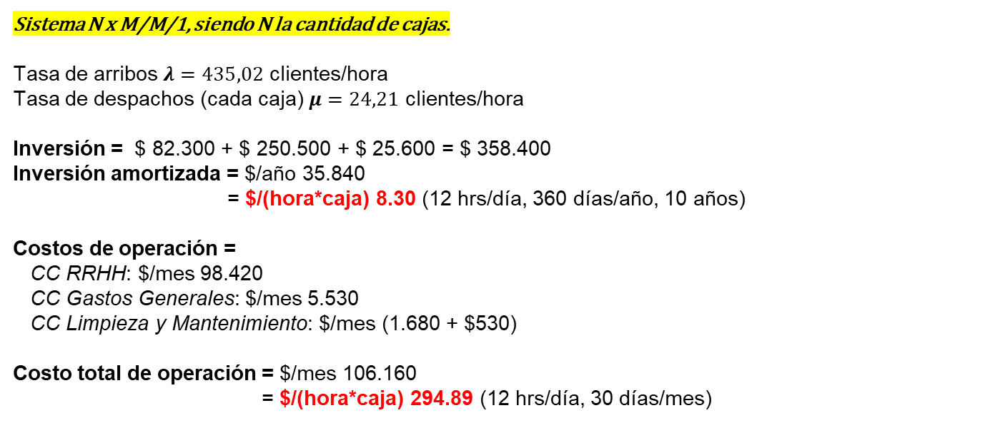 Sistema N x M/M/1, siendo N la cantidad de cajas.
Tasa de arribos λ = 435,02 clientes/hora
Tasa de despachos (cada caja) μ = 24,21 clientes/hora
Inversión = $ 82.300 + $ 250.500 + $ 25.600 = $ 358.400
Inversión amortizada = $/año 35.840
= $/(hora*caja) 8.30 (12 hrs/día, 360 días/año, 10 años)
Costos de operación =
CC RRHH: $/mes 98.420
CC Gastos Generales: $/mes 5.530
CC Limpieza y Mantenimiento: $/mes (1.680 + $530)
Costo total de operación = $/mes 106.160
= $/(hora*caja) 294.89 (12 hrs/día, 30 días/mes)